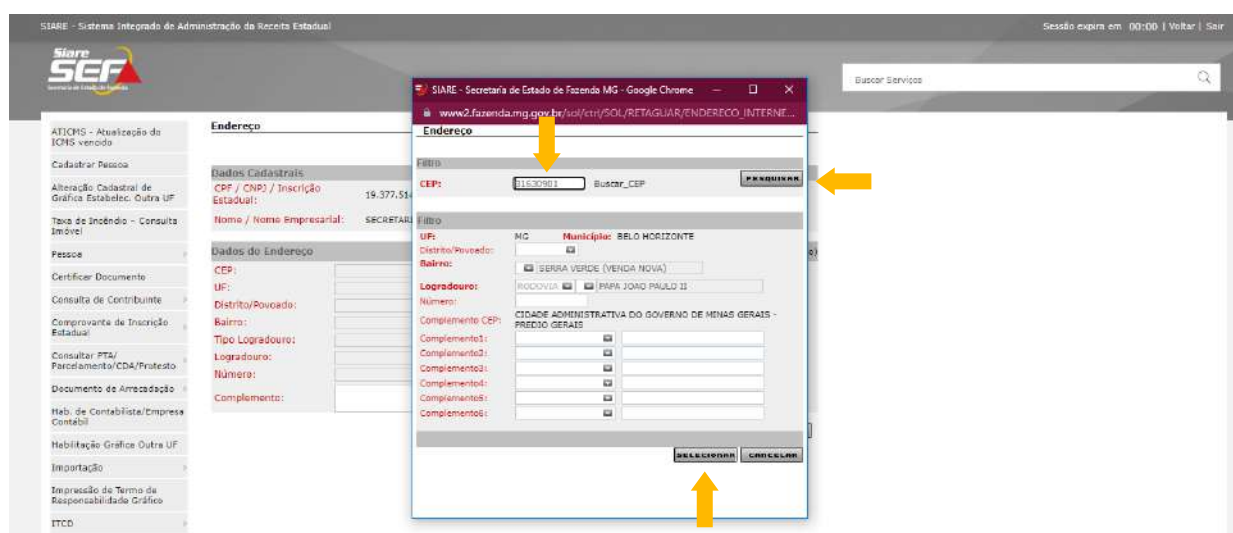 SIARE - Sistema Integrado de Administração da Receita Estadual
Sessão expira em 00:00 | Voltar | Sair
Siare
SEF
Buscar Serviços
ATICMS - Atualização do
ICMS vencido
Cadastrar Pessoa
Alteração Cadastral de
Gráfica Estabelec. Outra UF
Taxa de Incêndio - Consulta
Imóvel
Pessoa
Certificar Documento
Consulta de Contribuinte
Comprovante de Inscrição
Estadual
Consultar PTA/
Parcelamento/CDA/Protesto
Documento de Arrecadação
Hab. de Contabilista/Empresa
Contábil
Habilitação Gráfica Outra UF
Importação
Impressão de Termo de
Responsabilidade Gráfico
ITCD
Endereço
Dados Cadastrais
CPF / CNPJ / Inscrição
Estadual:
19.377.514
Nome / Nome Empresarial:
SECRETARI
Dados do Endereço
CEP:
UF:
Distrito/Povoado:
Bairro:
Tipo Logradouro:
Logradouro:
Número:
Complemento:
SIARE - Secretaria de Estado de Fazenda MG - Google Chrome
www2.fazenda.mg.gov.br/sol/ctrl/SOL/RETAGUAR/ENDERECO_INTERNE...
Endereço
Filtro
CEP: 31630901 Buscar_CEP PESQUISAR
Filtro
UF: MG Município: BELO HORIZONTE
Distrito/Povoado:
Bairro: SERRA VERDE (VENDA NOVA)
Logradouro: RODOVIA PAPA JOAO PAULO II
Número:
Complemento CEP: CIDADE ADMINISTRATIVA DO GOVERNO DE MINAS GERAIS -
PREDIO GERAIS
Complemento1:
Complemento2:
Complemento3:
Complemento4:
Complemento5:
Complemento6:
SELECIONAR CANCELAR